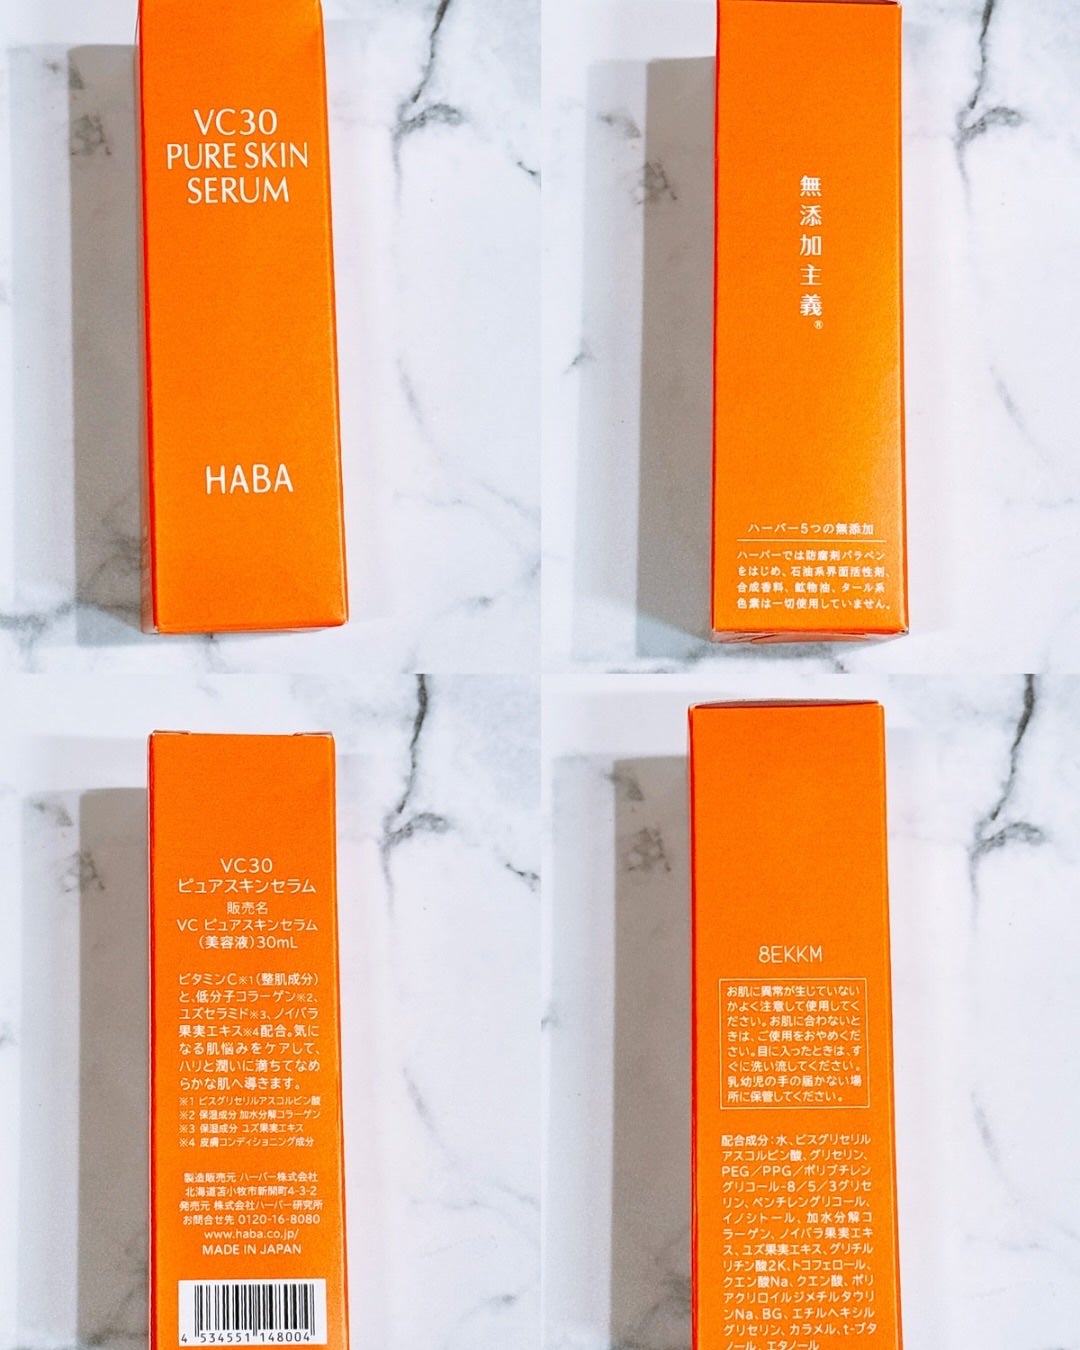 VC30
PURE SKIN
SERUM
HABA
無添加主義®
ハーバー5つの無添加
ハーバーでは防腐剤パラベン
をはじめ、石油系界面活性剤、
合成香料、鉱物油、タール系
色素は一切使用していません。
VC30
ピュアスキンセラム
販売名
VC ピュアスキンセラム
(美容液)30mL
ビタミンC※1(整肌成分)
と、低分子コラーゲン※2、
ユズセラミド※3、ノイバラ
果実エキス※4配合。気に
なる肌悩みをケアして、
ハリと潤いに満ちてなめ
らかな肌へ導きます。
※1 ビスグリセリルアスコルビン酸
※2 保湿成分 加水分解コラーゲン
※3 保湿成分 ユズ果実エキス
※4 皮膚コンディショニング成分
製造販売元 ハーバー株式会社
北海道苫小牧市新開町4-3-2
発売元 株式会社ハーバー研究所
お問合せ先 0120-16-8080
www.haba.co.jp/
MADE IN JAPAN
4 534551 148004
8EKKM
お肌に異常が生じていない
かよく注意して使用してく
ださい。お肌に合わないと
きは、ご使用をおやめくだ
さい。目に入ったときは、す
ぐに洗い流してください。
乳幼児の手の届かない場
所に保管してください。
配合成分:水、ビスグリセリル
アスコルビン酸、グリセリン、
PEG/PPG/ポリブチレン
グリコール-8/5/3グリセ
リン、ペンチレングリコール、
イノシトール、加水分解コ
ラーゲン、ノイバラ果実エキ
ス、ユズ果実エキス、グリチル
リチン酸2K、トコフェロール、
クエン酸Na、クエン酸、ポリ
アクリロイルジメチルタウリ
ンNa、BG、エチルヘキシル
グリセリン、カラメル、t-ブタ
ノール、エタノール